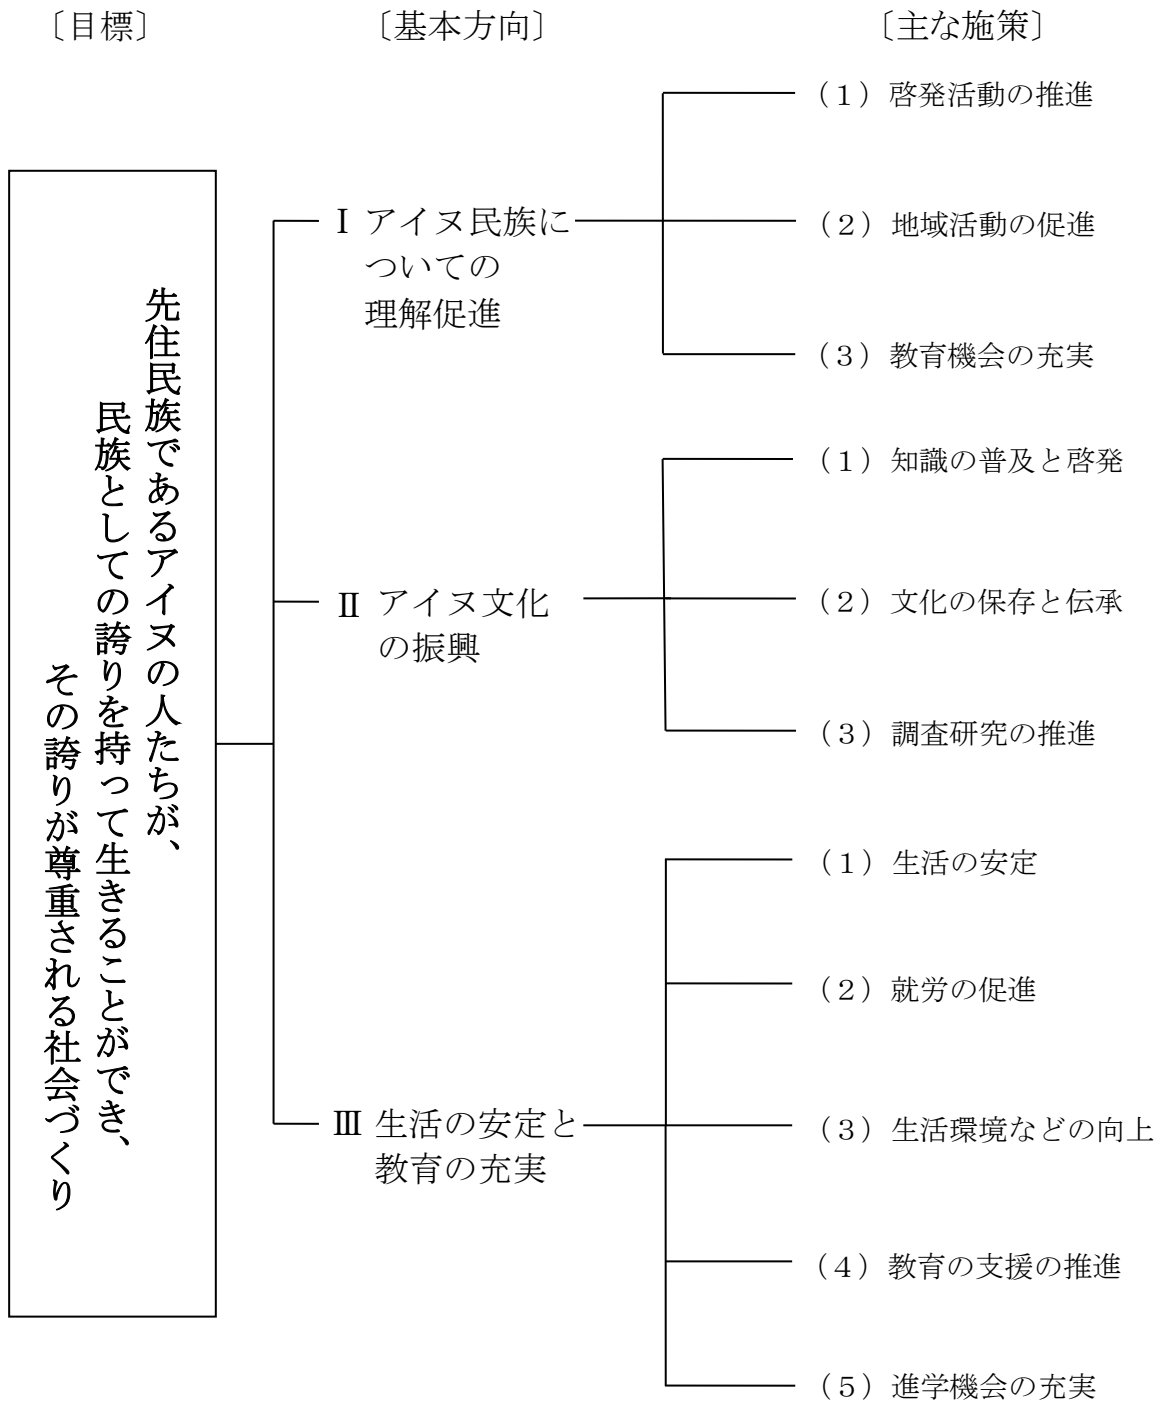 〔目標〕
〔基本方向〕
〔主な施策〕
先住民族であるアイヌの人たちが、
民族としての誇りを持って生きることができ、
その誇りが尊重される社会づくり
Ⅰ アイヌ民族に
ついての
理解促進
（１）啓発活動の推進
（２）地域活動の促進
（３）教育機会の充実
Ⅱ アイヌ文化
の振興
（１）知識の普及と啓発
（２）文化の保存と伝承
（３）調査研究の推進
Ⅲ 生活の安定と
教育の充実
（１）生活の安定
（２）就労の促進
（３）生活環境などの向上
（４）教育の支援の推進
（５）進学機会の充実